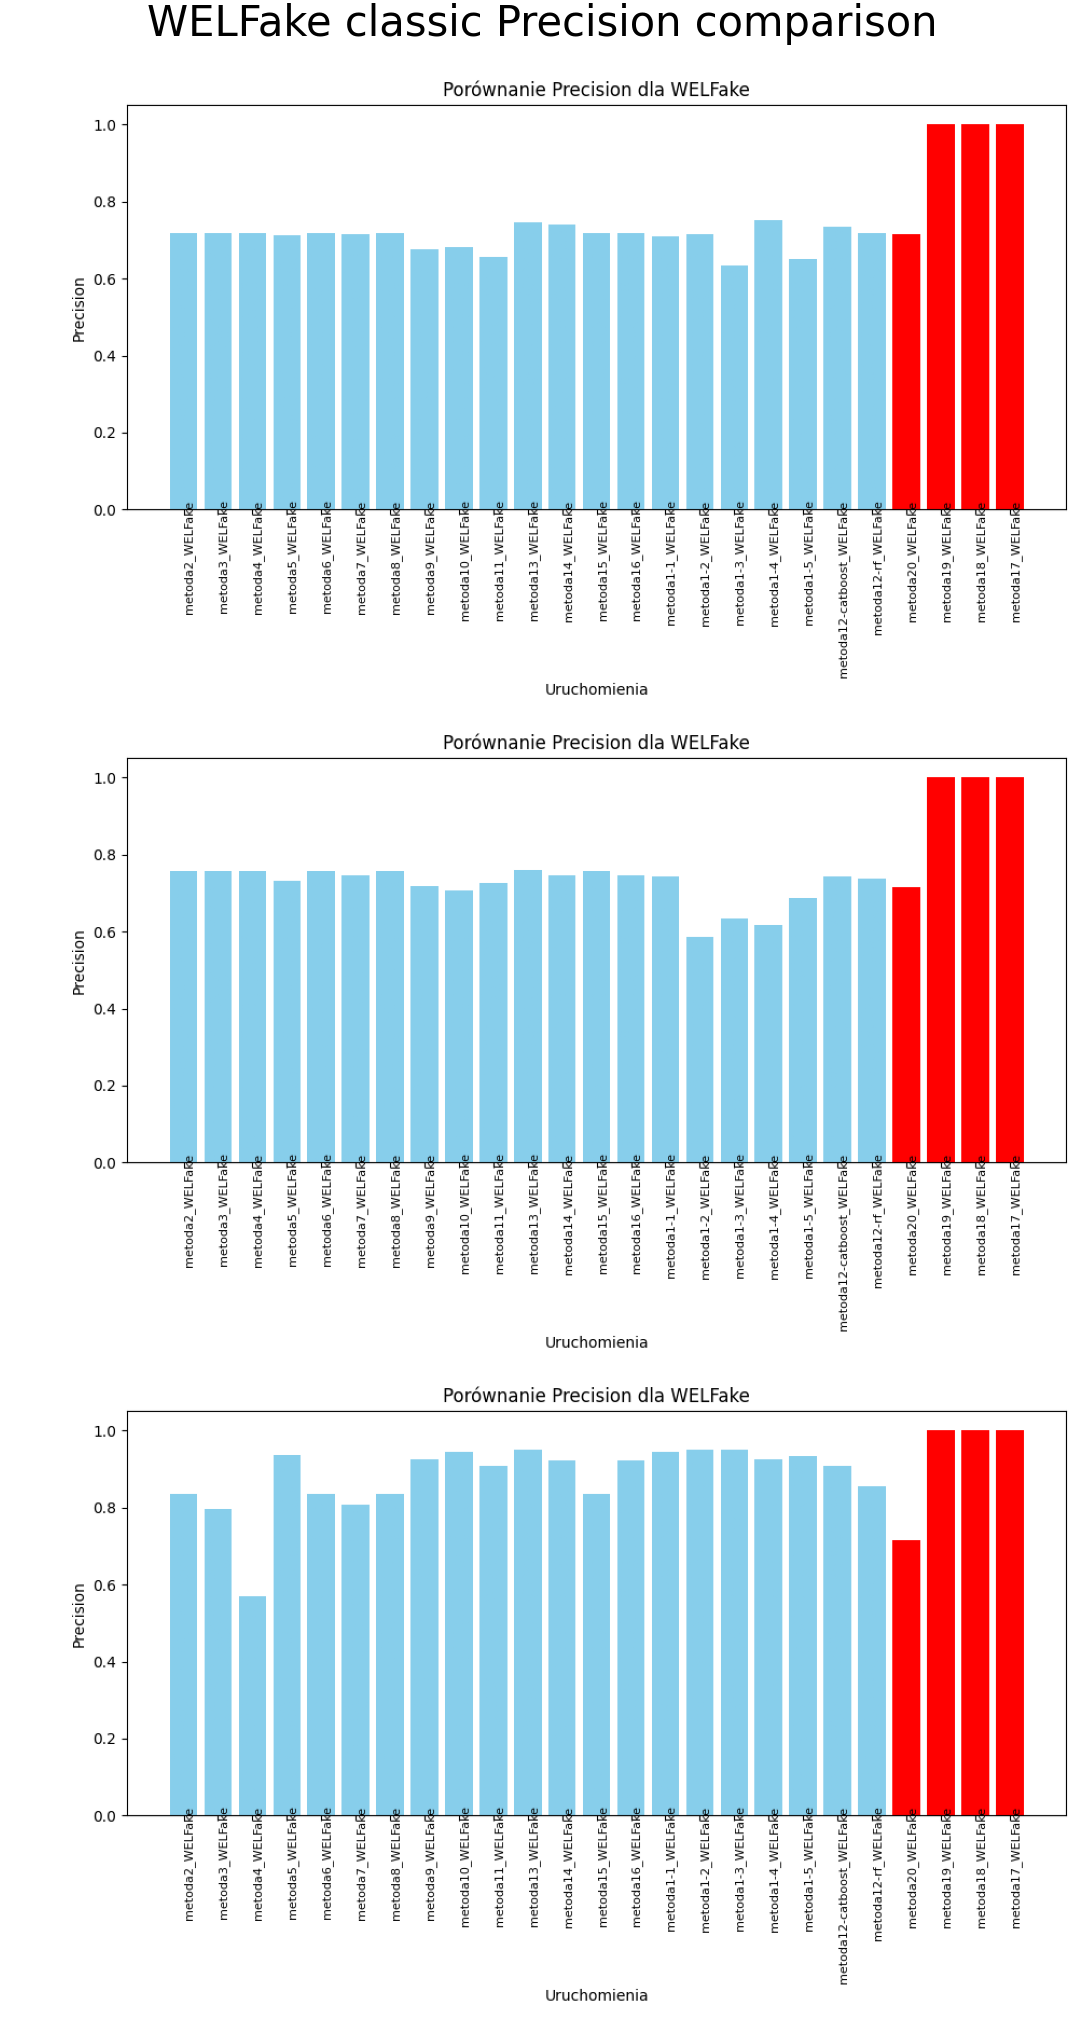 WELFake classic Precision comparison
Porównanie Precision dla WELFake
1.0
0.8
0.6
0.4
0.2
0.0
Precision
metoda2_WELFake
metoda3_WELFake
metoda4_WELFake
metoda5_WELFake
metoda6_WELFake
metoda7_WELFake
metoda8_WELFake
metoda9_WELFake
metoda10_WELFake
metoda11_WELFake
metoda13_WELFake
metoda14_WELFake
metoda15_WELFake
metoda16_WELFake
metoda1-1_WELFake
metoda1-2_WELFake
metoda1-3_WELFake
metoda1-4_WELFake
metoda1-5_WELFake
metoda12-catboost_WELFake
metoda12-rf_WELFake
metoda20_WELFake
metoda19_WELFake
metoda18_WELFake
metoda17_WELFake
Uruchomienia
Porównanie Precision dla WELFake
1.0
0.8
0.6
0.4
0.2
0.0
Precision
metoda2_WELFake
metoda3_WELFake
metoda4_WELFake
metoda5_WELFake
metoda6_WELFake
metoda7_WELFake
metoda8_WELFake
metoda9_WELFake
metoda10_WELFake
metoda11_WELFake
metoda13_WELFake
metoda14_WELFake
metoda15_WELFake
metoda16_WELFake
metoda1-1_WELFake
metoda1-2_WELFake
metoda1-3_WELFake
metoda1-4_WELFake
metoda1-5_WELFake
metoda12-catboost_WELFake
metoda12-rf_WELFake
metoda20_WELFake
metoda19_WELFake
metoda18_WELFake
metoda17_WELFake
Uruchomienia
Porównanie Precision dla WELFake
1.0
0.8
0.6
0.4
0.2
0.0
Precision
metoda2_WELFake
metoda3_WELFake
metoda4_WELFake
metoda5_WELFake
metoda6_WELFake
metoda7_WELFake
metoda8_WELFake
metoda9_WELFake
metoda10_WELFake
metoda11_WELFake
metoda13_WELFake
metoda14_WELFake
metoda15_WELFake
metoda16_WELFake
metoda1-1_WELFake
metoda1-2_WELFake
metoda1-3_WELFake
metoda1-4_WELFake
metoda1-5_WELFake
metoda12-catboost_WELFake
metoda12-rf_WELFake
metoda20_WELFake
metoda19_WELFake
metoda18_WELFake
metoda17_WELFake
Uruchomienia